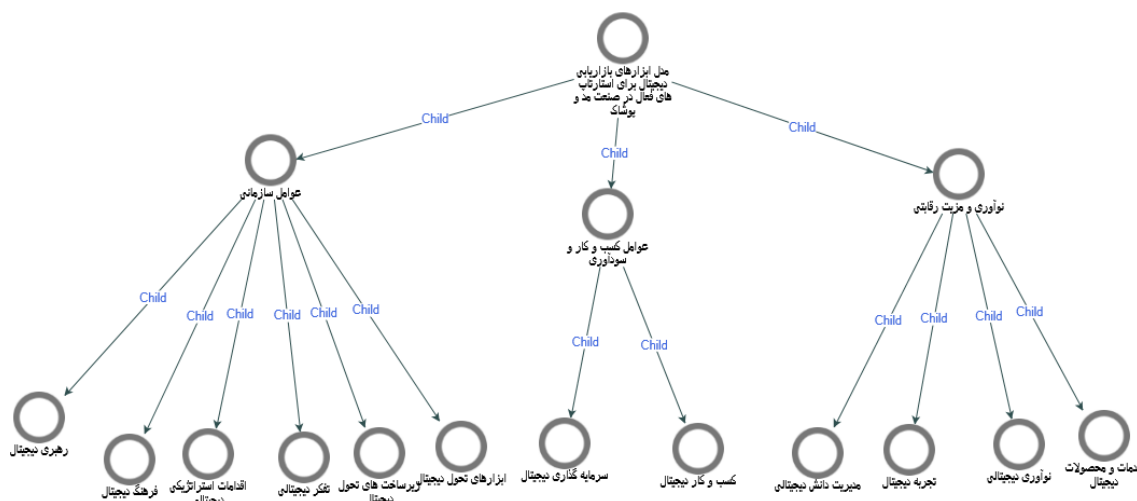 مدل ابزارهای بازاریابی
دیجیتال برای استارتاپ
های فعال در صنعت مد و
پوشاک
Child
Child
Child
عوامل سازمانی
عوامل کسب و کار و
سودآوری
نوآوری و مزیت رقابتی
Child
Child
Child
Child
Child
Child
Child
Child
Child
Child
Child
Child
رهبری دیجیتال
فرهنگ دیجیتال
اقدامات استراتژیکی
دیجیتالی
تفکر دیجیتالی
زیرساخت های تحول
دیجیتال
ابزارهای تحول دیجیتال
سرمایه گذاری دیجیتال
کسب و کار دیجیتال
مدیریت دانش دیجیتالی
تجربه دیجیتال
نوآوری دیجیتالی
دمات و محصولات
دیجیتال